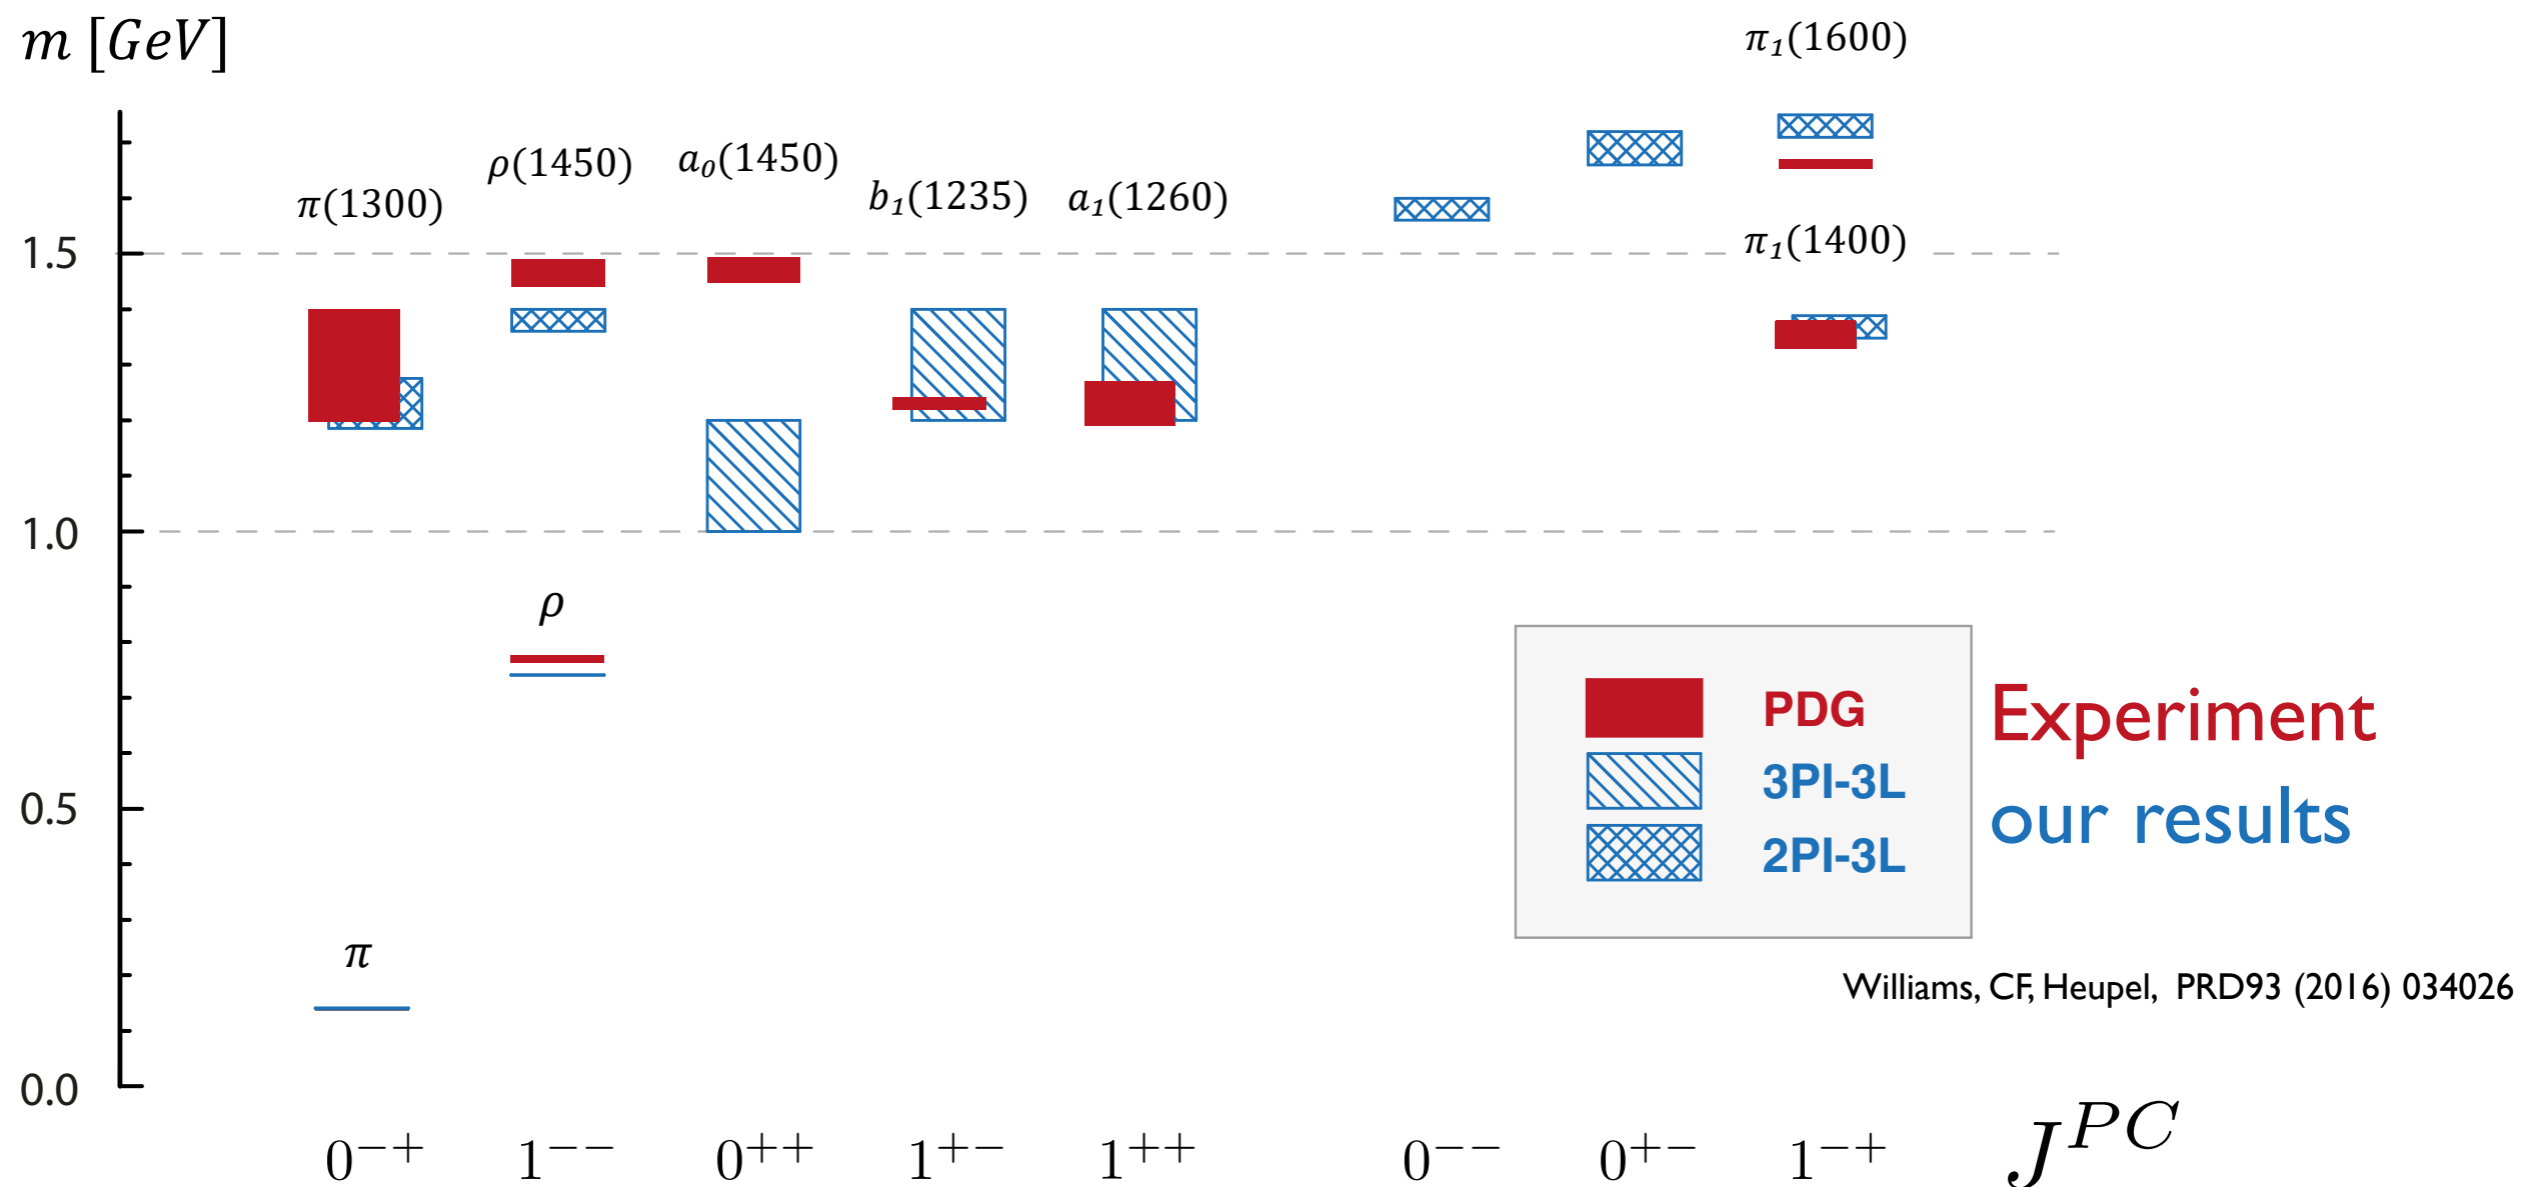 m [GeV]
π₁(1600)
ρ(1450)
a₀(1450)
π(1300)
b₁(1235)
a₁(1260)
1.5
π₁(1400)
1.0
ρ
PDG
Experiment
3PI-3L
our results
0.5
2PI-3L
π
Williams, CF, Heupel, PRD93 (2016) 034026
0.0
0⁻⁺ 1⁻⁻ 0⁺⁺ 1⁺⁻ 1⁺⁺ 0⁻⁻ 0⁺⁻ 1⁻⁺ Jᴾꟲ